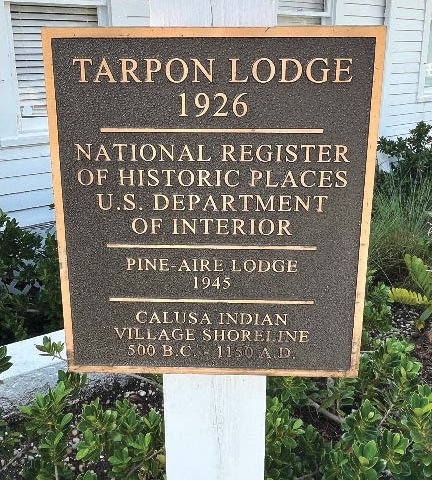 TARPON LODGE
1926
NATIONAL REGISTER
OF HISTORIC PLACES
U.S. DEPARTMENT
OF INTERIOR
PINE-AIRE LODGE
1945
CALUSA INDIAN
VILLAGE SHORELINE
500 B.C. - 1150 A.D.